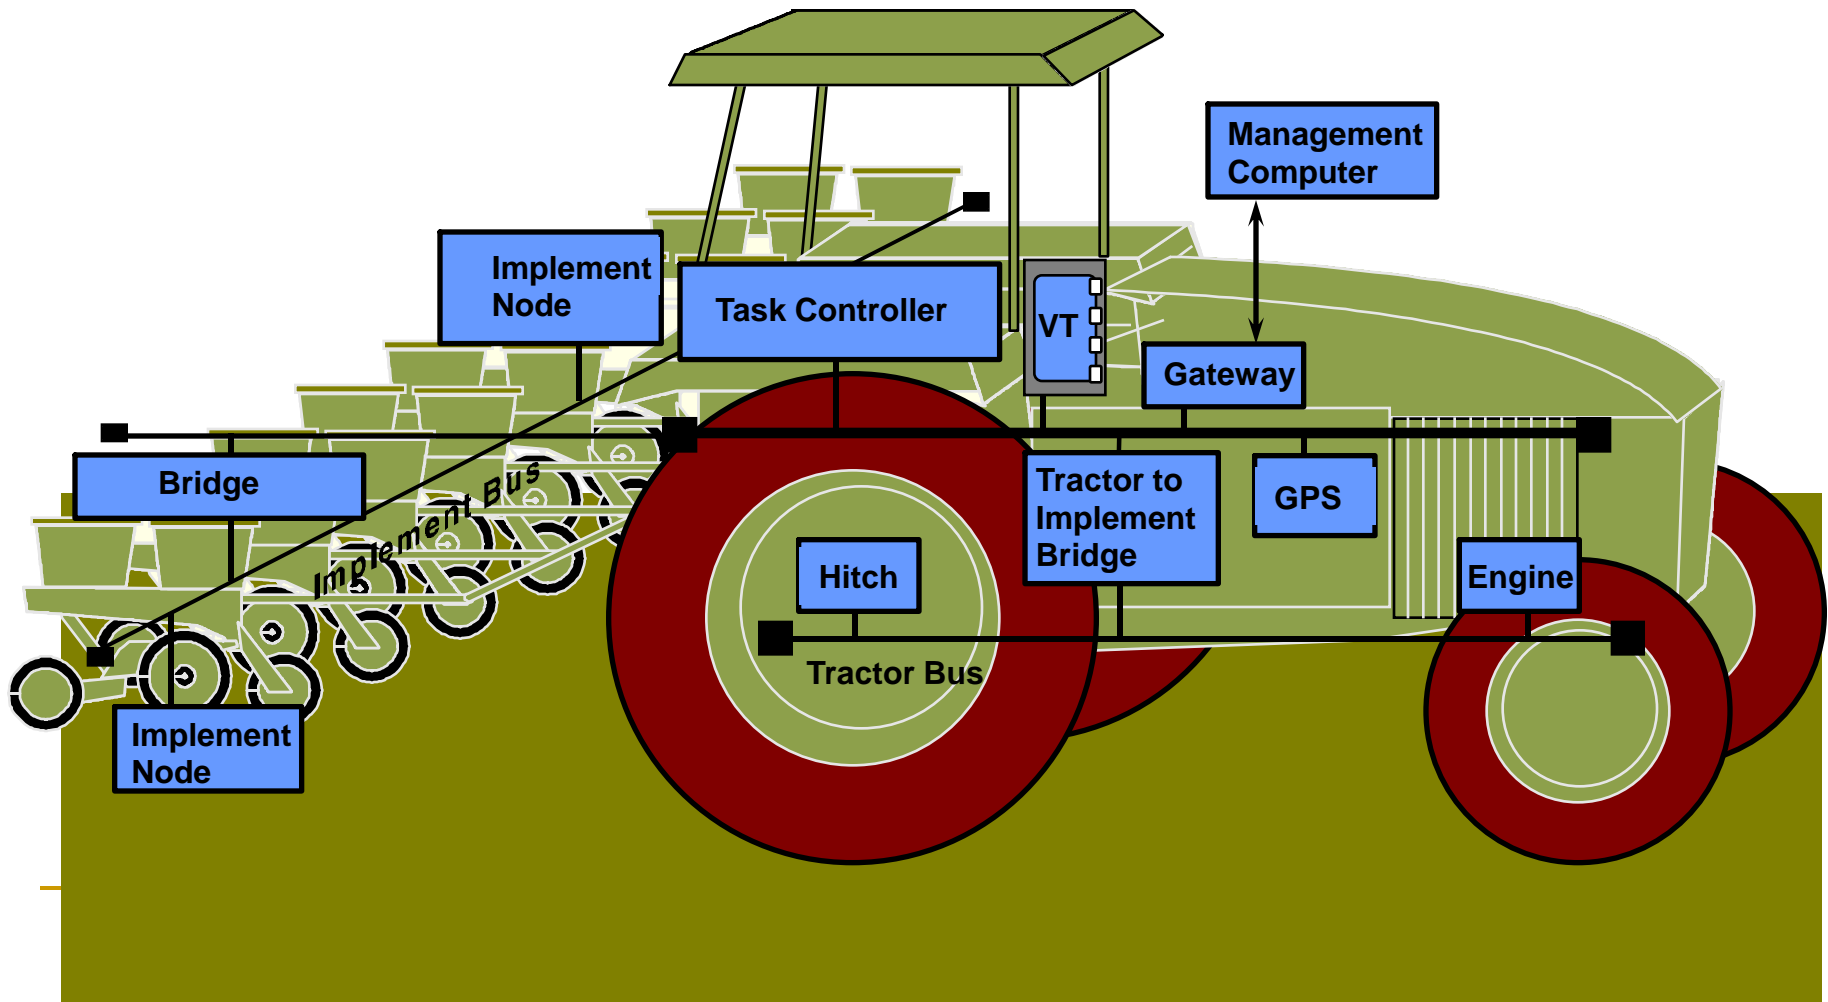 Management
Computer
Implement
Node
Task Controller
VT
Gateway
Bridge
Implement Bus
Tractor to
Implement
Bridge
GPS
Hitch
Engine
Tractor Bus
Implement
Node